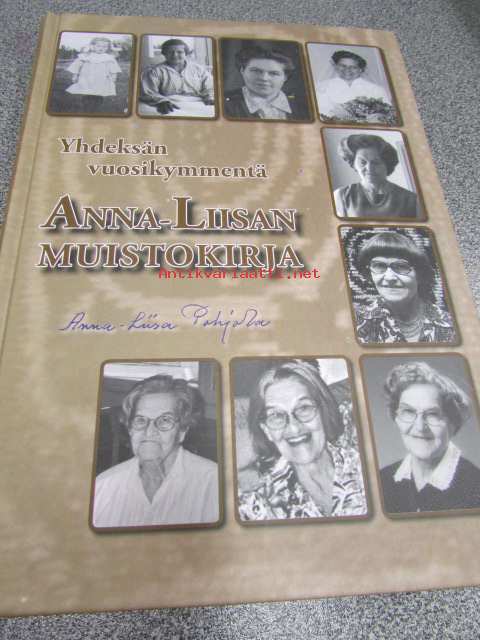 Yhdeksän
vuosikymmentä
ANNA-LIISAN
MUISTOKIRJA
Antikvariaatti.net
Anna-Liisa Pohjola